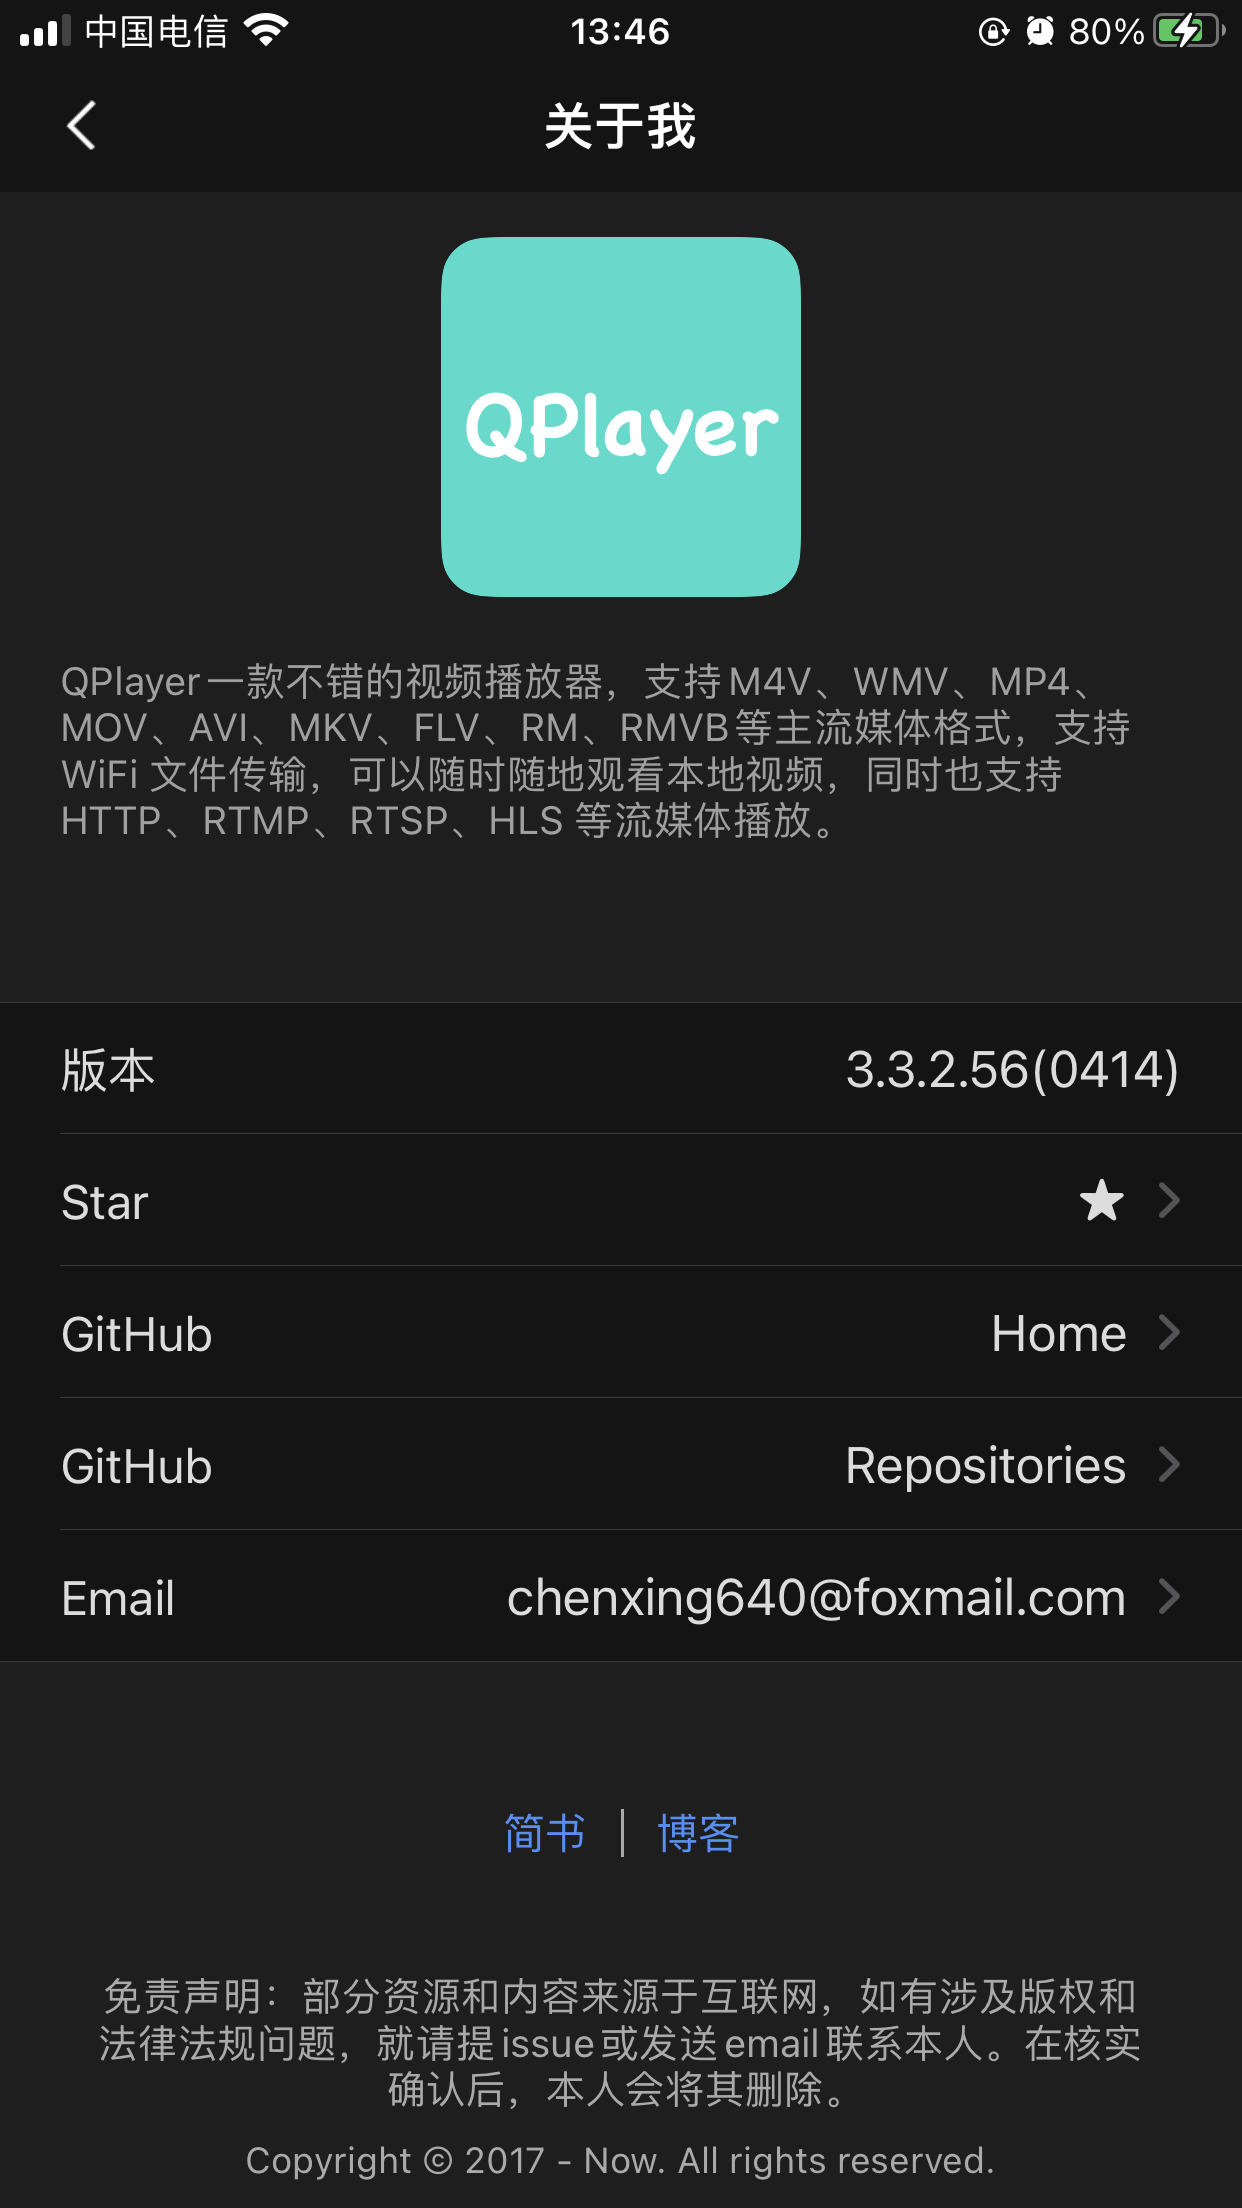 中国电信
13:46
80%
关于我
QPlayer
QPlayer一款不错的视频播放器，支持M4V、WMV、MP4、
MOV、AVI、MKV、FLV、RM、RMVB等主流媒体格式，支持
WiFi 文件传输，可以随时随地观看本地视频，同时也支持
HTTP、RTMP、RTSP、HLS 等流媒体播放。
版本 3.3.2.56(0414)
Star
GitHub Home
GitHub Repositories
Email chenxing640@foxmail.com
简书 | 博客
免责声明：部分资源和内容来源于互联网，如有涉及版权和
法律法规问题，就请提issue或发送email联系本人。在核实
确认后，本人会将其删除。
Copyright © 2017 - Now. All rights reserved.